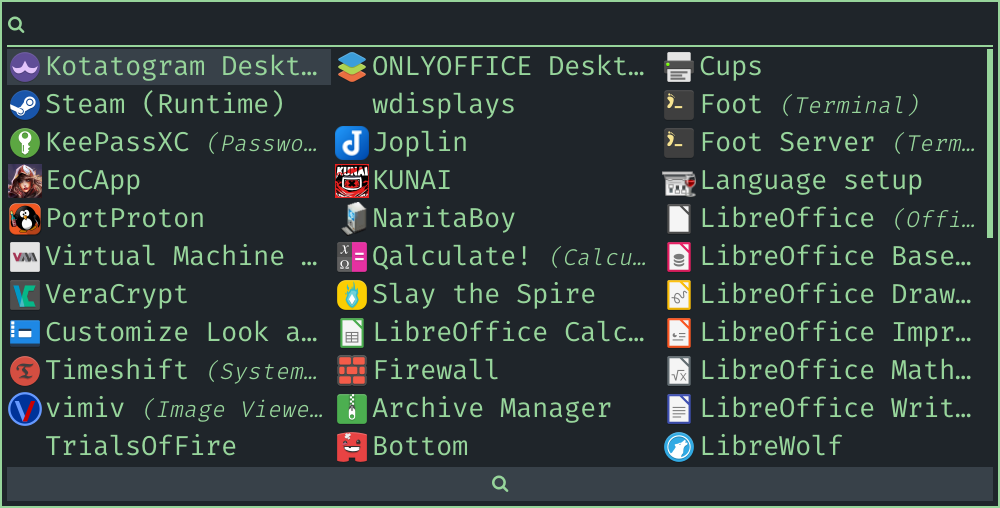 Kotatogram Deskt…
Steam (Runtime)
KeePassXC (Passwo…
EoCApp
PortProton
Virtual Machine …
VeraCrypt
Customize Look a…
Timeshift (System…
vimiv (Image Viewe…
TrialsOfFire
ONLYOFFICE Deskt…
wdisplays
Joplin
KUNAI
NaritaBoy
Qalculate! (Calcu…
Slay the Spire
LibreOffice Calc…
Firewall
Archive Manager
Bottom
Cups
Foot (Terminal)
Foot Server (Term…
Language setup
LibreOffice (Offi…
LibreOffice Base…
LibreOffice Draw…
LibreOffice Impr…
LibreOffice Math…
LibreOffice Writ…
LibreWolf